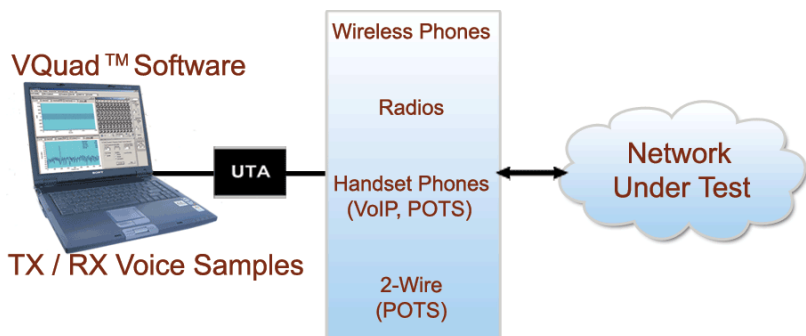 VQuad™ Software
TX / RX Voice Samples
UTA
Wireless Phones
Radios
Handset Phones
(VoIP, POTS)
2-Wire
(POTS)
Network
Under Test